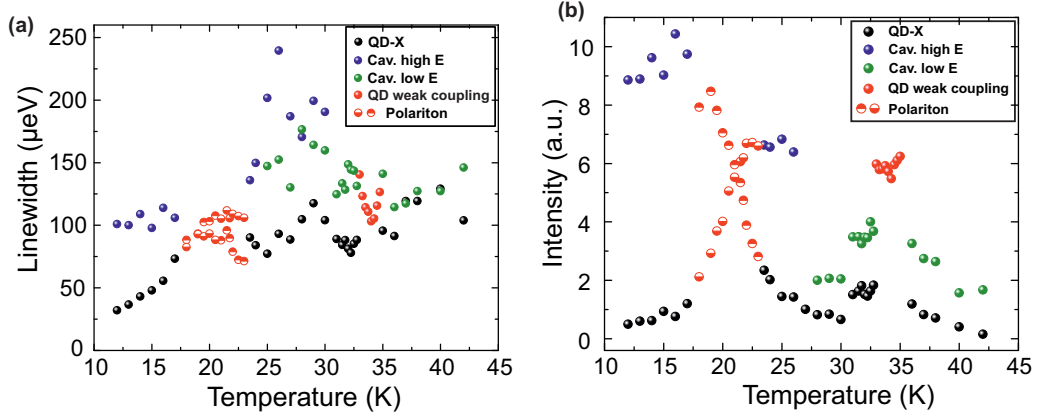 (a)
250
200
150
100
50
0
10 15 20 25 30 35 40 45
Linewidth (µeV)
Temperature (K)
QD-X
Cav. high E
Cav. low E
QD weak coupling
Polariton
(b)
10
8
6
4
2
0
10 15 20 25 30 35 40 45
Intensity (a.u.)
Temperature (K)
QD-X
Cav. high E
Cav. low E
QD weak coupling
Polariton